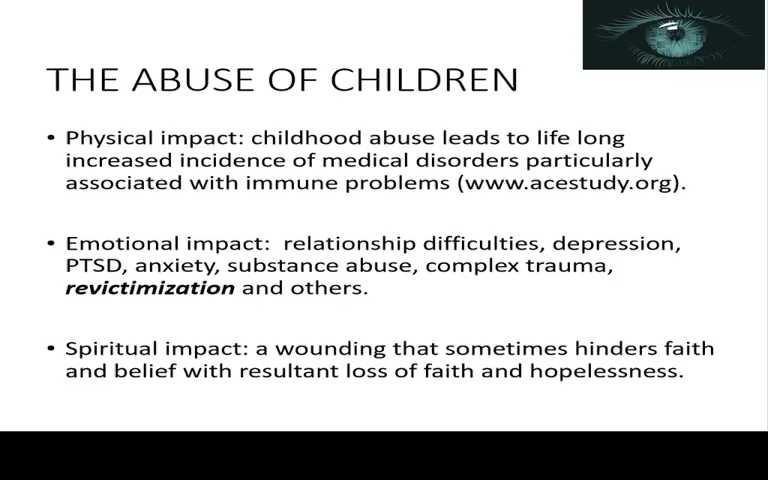 THE ABUSE OF CHILDREN
• Physical impact: childhood abuse leads to life long
increased incidence of medical disorders particularly
associated with immune problems (www.acestudy.org).
• Emotional impact:  relationship difficulties, depression,
PTSD, anxiety, substance abuse, complex trauma,
revictimization and others.
• Spiritual impact: a wounding that sometimes hinders faith
and belief with resultant loss of faith and hopelessness.